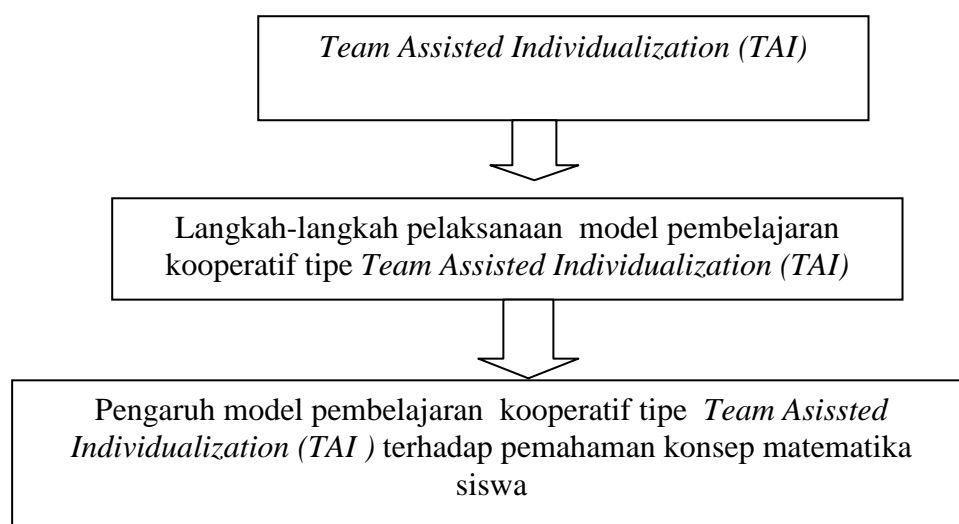 Team Assisted Individualization (TAI)
Langkah-langkah pelaksanaan model pembelajaran
kooperatif tipe Team Assisted Individualization (TAI)
Pengaruh model pembelajaran kooperatif tipe Team Asissted
Individualization (TAI ) terhadap pemahaman konsep matematika
siswa